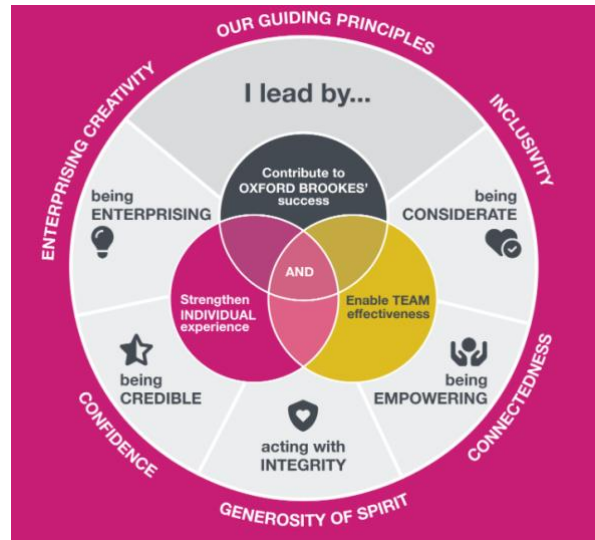 OUR GUIDING PRINCIPLES
I lead by...
ENTERPRISING CREATIVITY
INCLUSIVITY
Contribute to
OXFORD BROOKES'
success
being
ENTERPRISING
being
CONSIDERATE
AND
Strengthen
INDIVIDUAL
experience
Enable TEAM
effectiveness
being
CREDIBLE
being
EMPOWERING
acting with
INTEGRITY
CONFIDENCE
CONNECTEDNESS
GENEROSITY OF SPIRIT